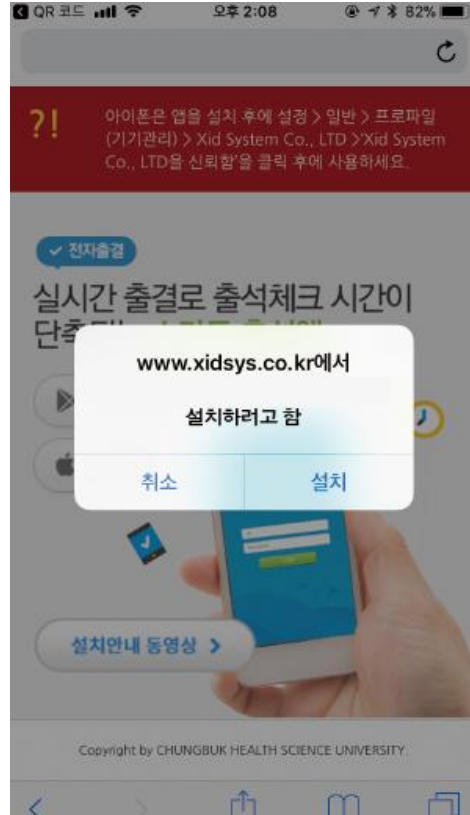 QR 코드
오후 2:08
82%
?!
아이폰은 앱을 설치 후에 설정 > 일반 > 프로파일
(기기관리) > Xid System Co., LTD >'Xid System
Co., LTD을 신뢰함'을 클릭 후에 사용하세요.
전자출결
실시간 출결로 출석체크 시간이
www.xidsys.co.kr에서
설치하려고 함
취소
설치
설치안내 동영상 >
Copyright by CHUNGBUK HEALTH SCIENCE UNIVERSITY.